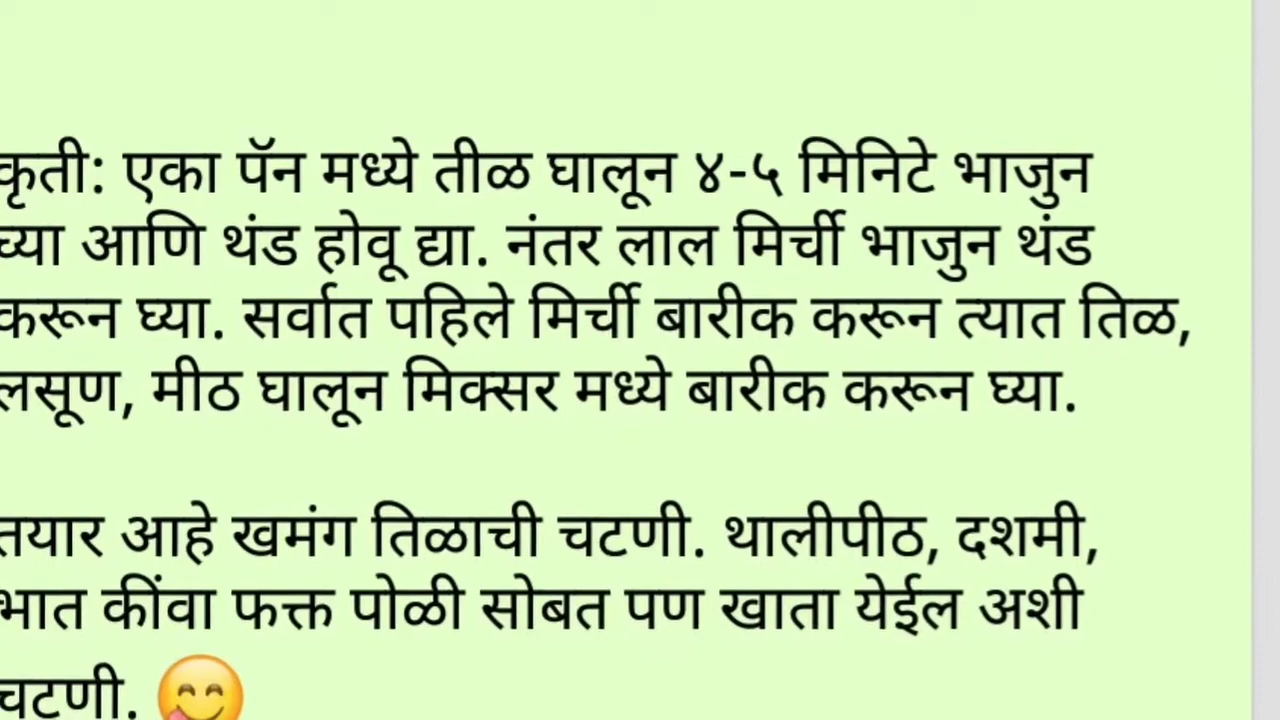 कृती: एका पॅन मध्ये तीळ घालून ४-५ मिनिटे भाजुन
घ्या आणि थंड होवू द्या. नंतर लाल मिर्ची भाजुन थंड
करून घ्या. सर्वात पहिले मिर्ची बारीक करून त्यात तिळ,
लसूण, मीठ घालून मिक्सर मध्ये बारीक करून घ्या.
तयार आहे खमंग तिळाची चटणी. थालीपीठ, दशमी,
भात कींवा फक्त पोळी सोबत पण खाता येईल अशी
चटणी. 😋